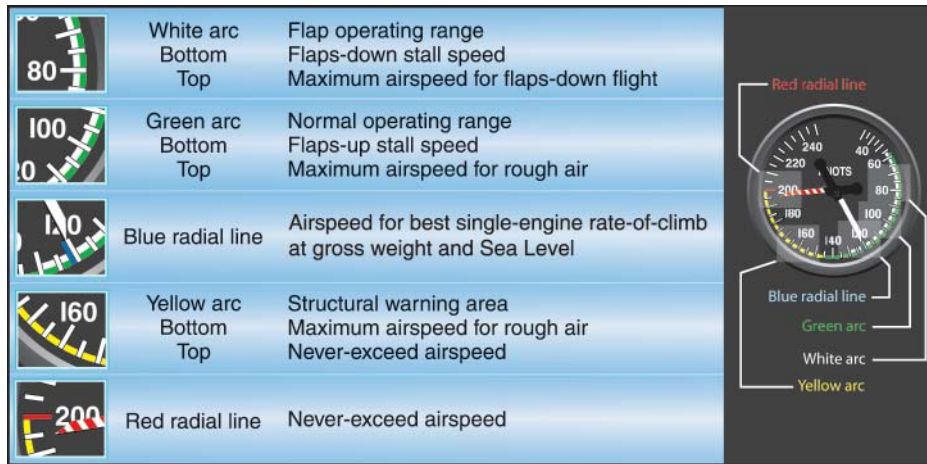 80
White arc Flap operating range
Bottom Flaps-down stall speed
Top Maximum airspeed for flaps-down flight
100
20
Green arc Normal operating range
Bottom Flaps-up stall speed
Top Maximum airspeed for rough air
120
Blue radial line Airspeed for best single-engine rate-of-climb
at gross weight and Sea Level
160
Yellow arc Structural warning area
Bottom Maximum airspeed for rough air
Top Never-exceed airspeed
200
Red radial line Never-exceed airspeed
Red radial line
240 40
220 60
NOTS
200 80
180 100
160 140 120
Blue radial line
Green arc
White arc
Yellow arc